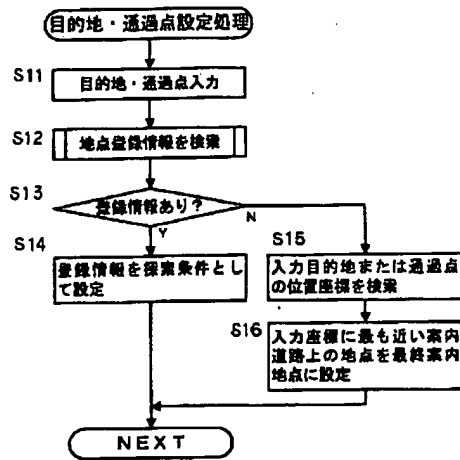 目的地・通過点設定処理
S11
目的地・通過点入力
S12
地点登録情報を検索
S13
登録情報あり?
N
Y
S14
登録情報を探索条件とし
て設定
S15
入力目的地または通過点
の位置座標を検索
S16
入力座標に最も近い案内
道路上の地点を最終案内
地点に設定
NEXT